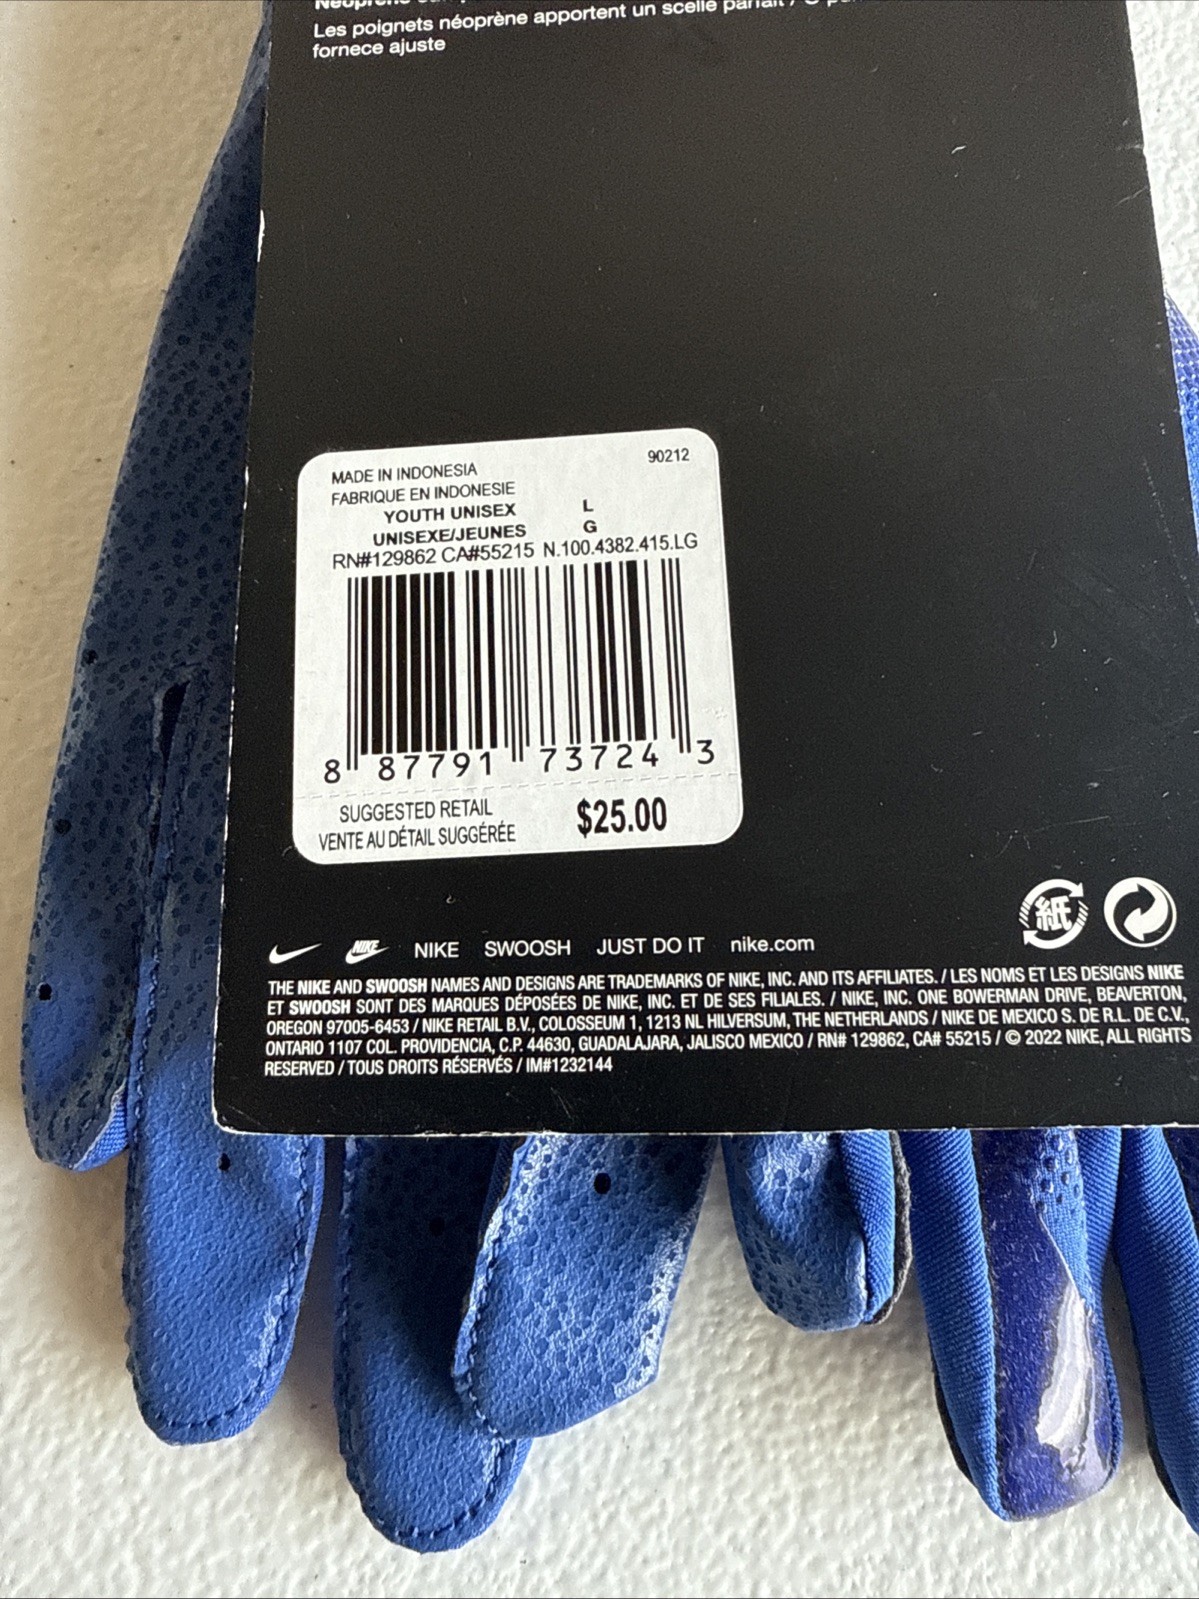 Néoprène
Les poignets néoprène apportent un scellé parfait /
fornece ajuste
MADE IN INDONESIA 90212
FABRIQUE EN INDONESIE
YOUTH UNISEX L
UNISEXE/JEUNES G
RN#129862 CA#55215 N.100.4382.415.LG
8 87791 73724 3
SUGGESTED RETAIL
VENTE AU DÉTAIL SUGGÉRÉE $25.00
紙
NIKE NIKE SWOOSH JUST DO IT nike.com
THE NIKE AND SWOOSH NAMES AND DESIGNS ARE TRADEMARKS OF NIKE, INC. AND ITS AFFILIATES. / LES NOMS ET LES DESIGNS NIKE
ET SWOOSH SONT DES MARQUES DÉPOSÉES DE NIKE, INC. ET DE SES FILIALES. / NIKE, INC. ONE BOWERMAN DRIVE, BEAVERTON,
OREGON 97005-6453 / NIKE RETAIL B.V., COLOSSEUM 1, 1213 NL HILVERSUM, THE NETHERLANDS / NIKE DE MEXICO S. DE R.L. DE C.V.,
ONTARIO 1107 COL. PROVIDENCIA, C.P. 44630, GUADALAJARA, JALISCO MEXICO / RN# 129862, CA# 55215 / © 2022 NIKE, ALL RIGHTS
RESERVED / TOUS DROITS RÉSERVÉS / IM#1232144